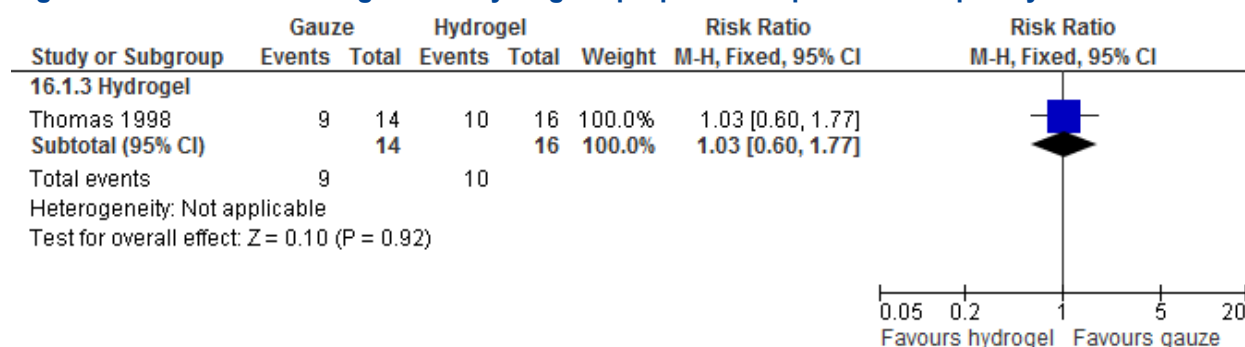 Gauze Hydrogel Risk Ratio Risk Ratio
Study or Subgroup Events Total Events Total Weight M-H, Fixed, 95% CI M-H, Fixed, 95% CI
16.1.3 Hydrogel
Thomas 1998 9 14 10 16 100.0% 1.03 [0.60, 1.77]
Subtotal (95% CI) 14 16 100.0% 1.03 [0.60, 1.77]
Total events 9 10
Heterogeneity: Not applicable
Test for overall effect: Z = 0.10 (P = 0.92)
0.05 0.2 1 5 20
Favours hydrogel Favours gauze